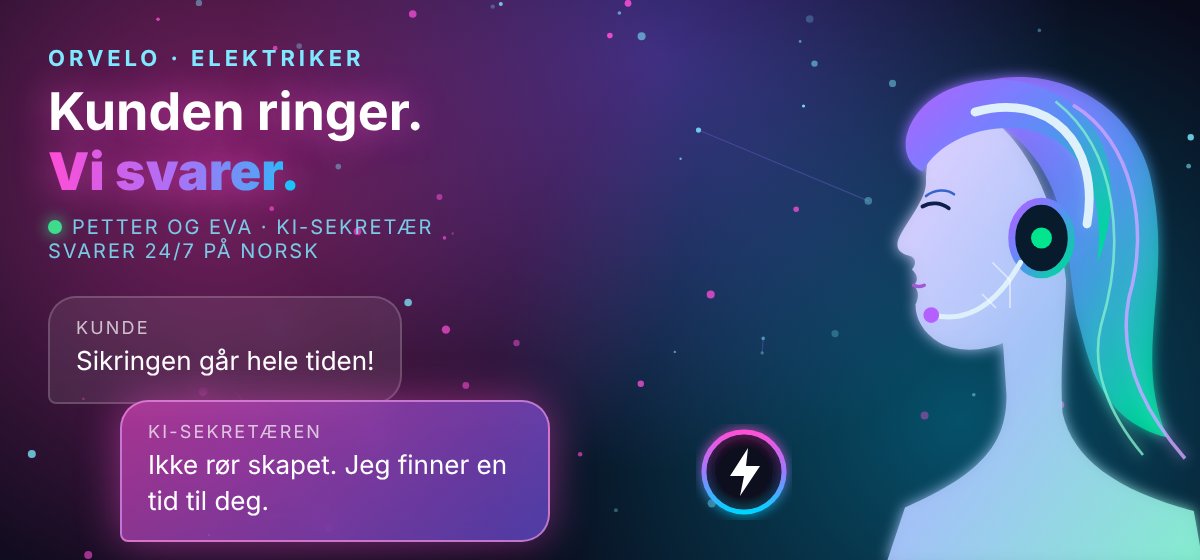 ORVELO · ELEKTRIKER
Kunden ringer.
Vi svarer.
PETTER OG EVA · KI-SEKRETÆR
SVARER 24/7 PÅ NORSK
KUNDE
Sikringen går hele tiden!
KI-SEKRETÆREN
Ikke rør skapet. Jeg finner en
tid til deg.